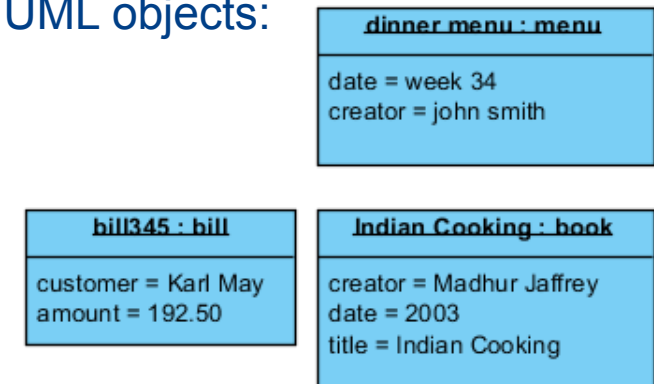 UML objects:
dinner menu : menu
date = week 34
creator = john smith
bill345 : bill
customer = Karl May
amount = 192.50
Indian Cooking : book
creator = Madhur Jaffrey
date = 2003
title = Indian Cooking